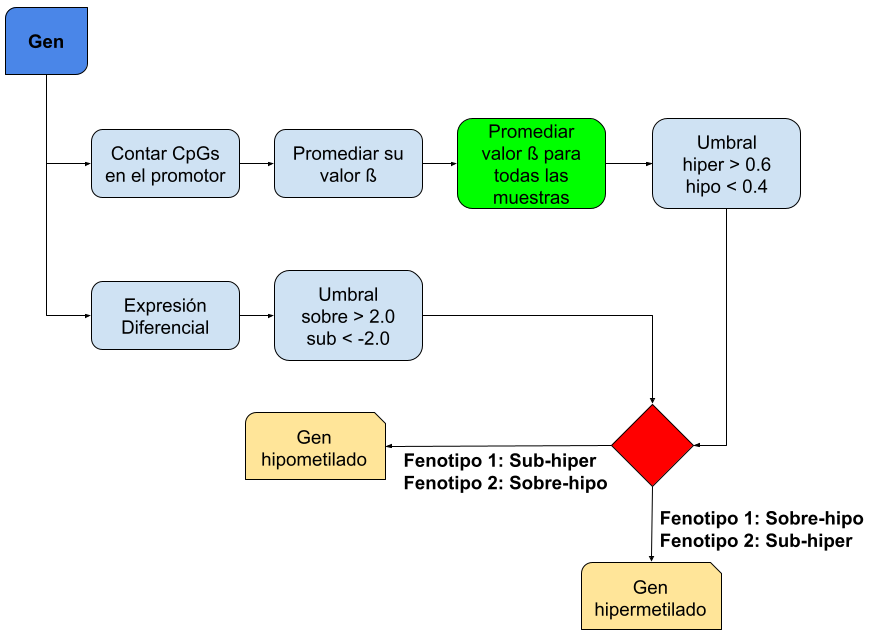 Gen
Contar CpGs
en el promotor
Promediar su
valor ß
Promediar
valor ß para
todas las
muestras
Umbral
hiper > 0.6
hipo < 0.4
Expresión
Diferencial
Umbral
sobre > 2.0
sub < -2.0
Gen
hipometilado
Fenotipo 1: Sub-hiper
Fenotipo 2: Sobre-hipo
Fenotipo 1: Sobre-hipo
Fenotipo 2: Sub-hiper
Gen
hipermetilado